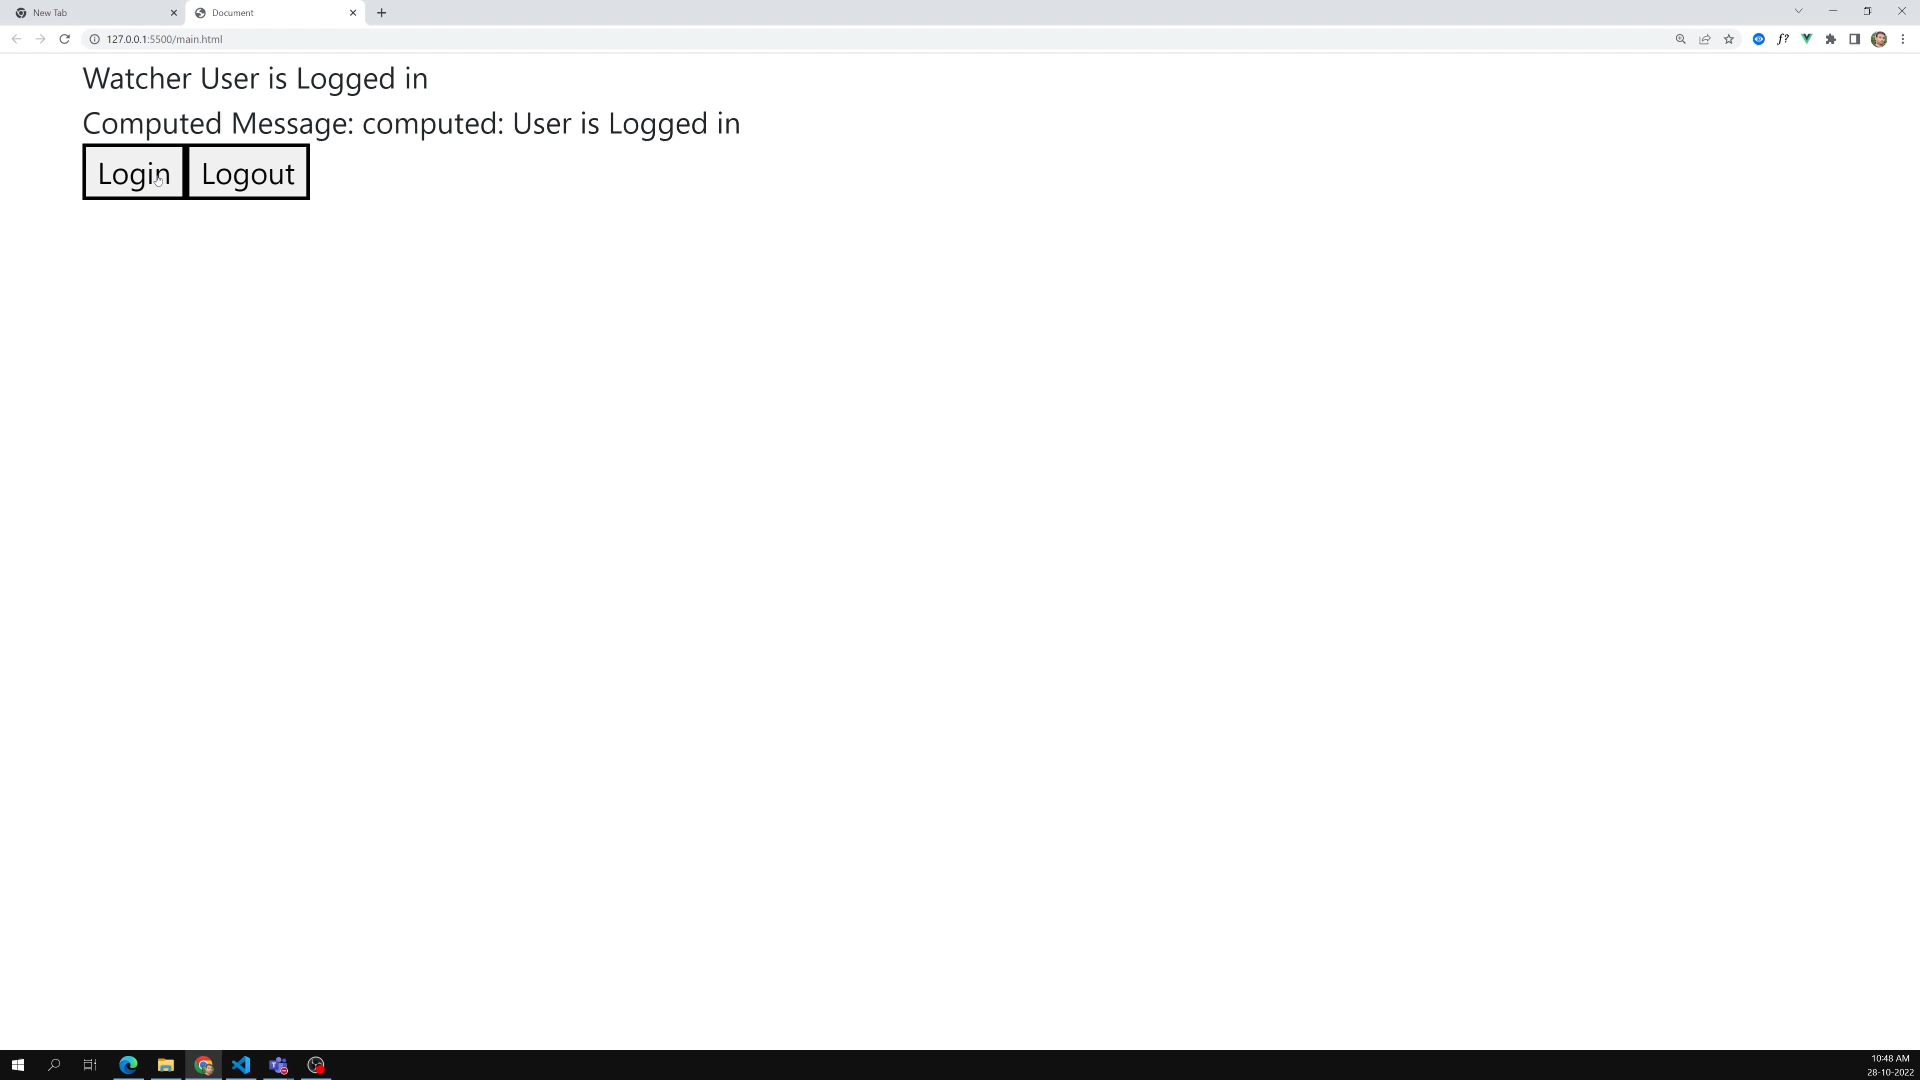 New Tab
Document
127.0.0.1:5500/main.html
f?
Watcher User is Logged in
Computed Message: computed: User is Logged in
Login Logout
10:48 AM
28-10-2022